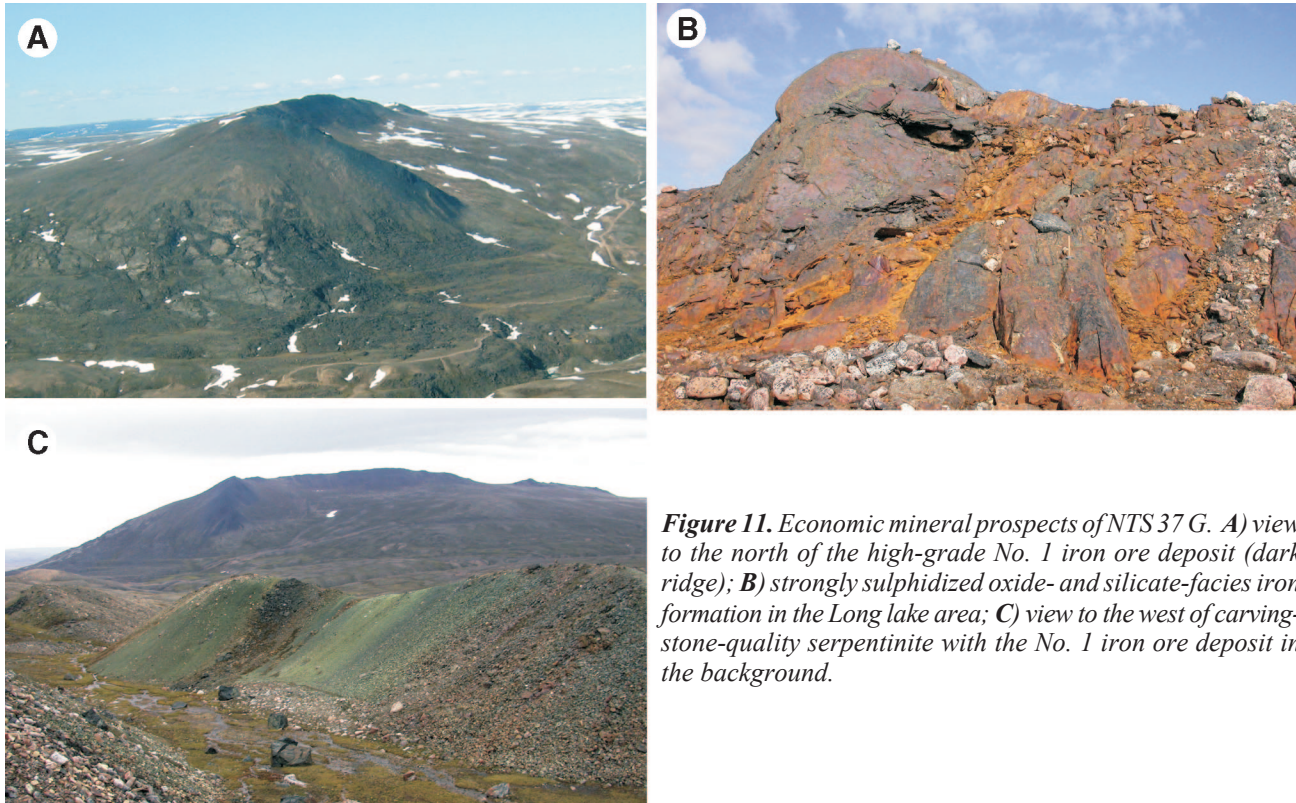 A
B
C
Figure 11. Economic mineral prospects of NTS 37 G. A) view
to the north of the high-grade No. 1 iron ore deposit (dark
ridge); B) strongly sulphidized oxide- and silicate-facies iron
formation in the Long lake area; C) view to the west of carving-
stone-quality serpentinite with the No. 1 iron ore deposit in
the background.